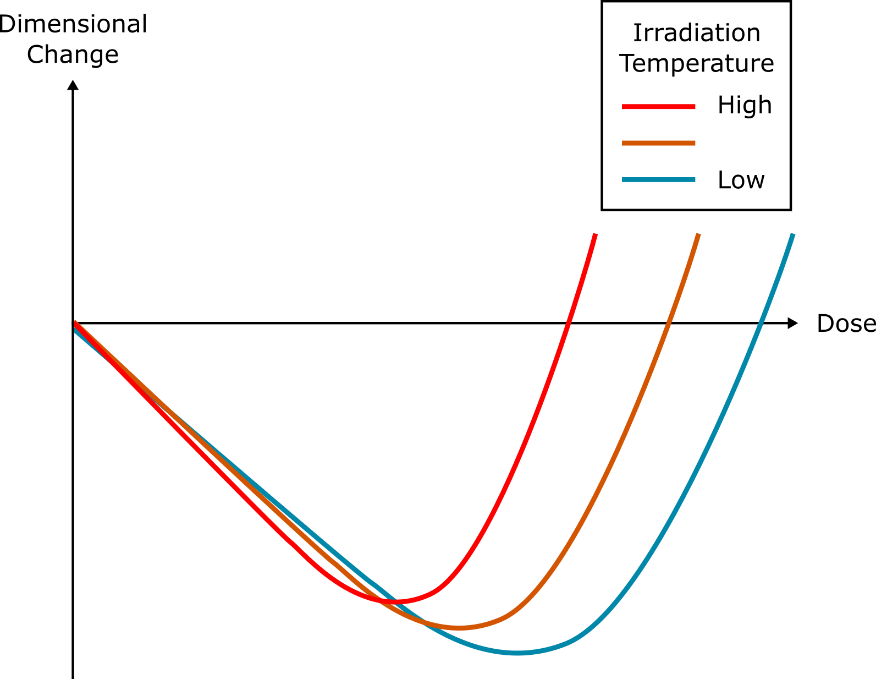 Dimensional
Change
Irradiation
Temperature
High
Low
Dose